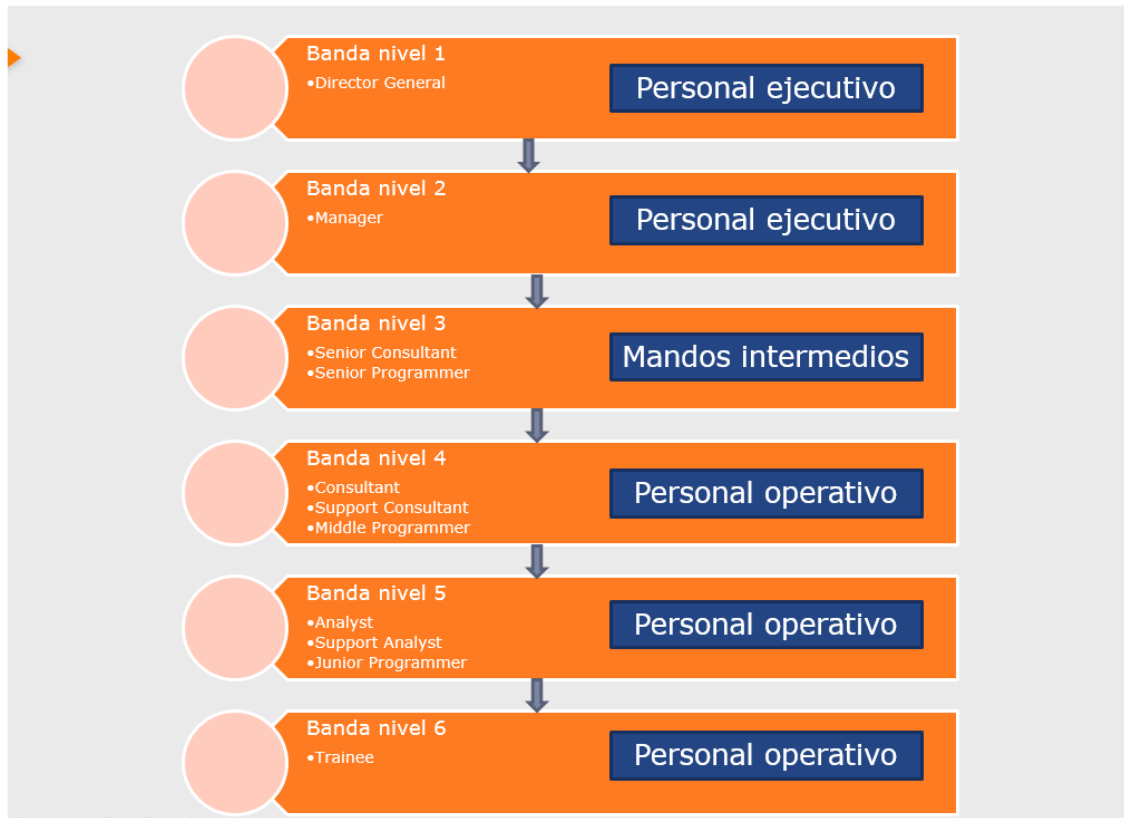 Banda nivel 1
•Director General
Personal ejecutivo
Banda nivel 2
•Manager
Personal ejecutivo
Banda nivel 3
•Senior Consultant
•Senior Programmer
Mandos intermedios
Banda nivel 4
•Consultant
•Support Consultant
•Middle Programmer
Personal operativo
Banda nivel 5
•Analyst
•Support Analyst
•Junior Programmer
Personal operativo
Banda nivel 6
•Trainee
Personal operativo